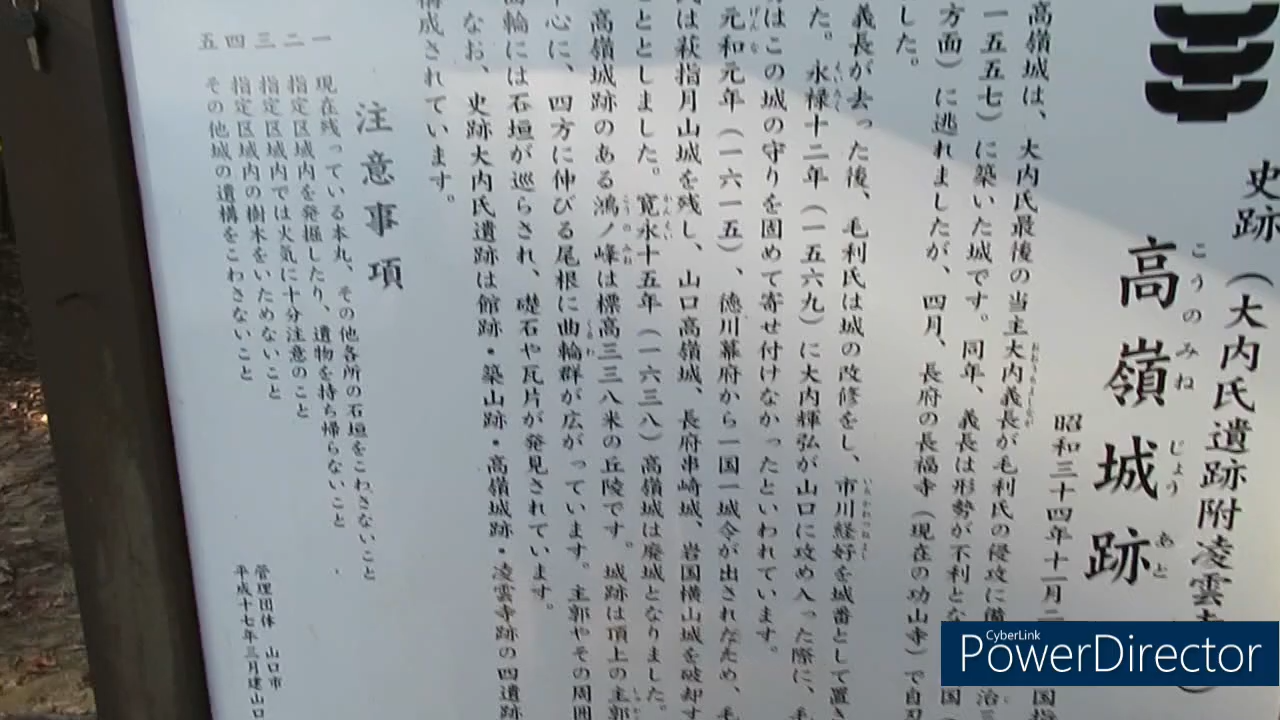 史跡(大内氏遺跡附凌雲寺
高嶺城跡
こうのみねじょうあと
昭和三十四年十一月二
国指
高嶺城は、大内氏最後の当主大内義長が毛利氏の侵攻に備
一五五七)に築いた城です。同年、義長は形勢が不利とな
方面)に逃れましたが、四月、長府の長福寺(現在の功山寺)で自刃
した。
義長が去った後、毛利氏は城の改修をし、市川経好を城番として置き
た。永禄十二年(一五六九)に大内輝弘が山口に攻め入った際に、
はこの城の守りを固めて寄せ付けなかったといわれています。
元和元年(一六一五)、徳川幕府から一国一城令が出されたため、毛
氏は萩指月山城を残し、山口高嶺城、長府串崎城、岩国横山城を破却す
ととしました。寛永十五年(一六三八)高嶺城は廃城となりました。
高嶺城跡のある鴻ノ峰は標高三三八米の丘陵です。城跡は頂上の主郭
中心に、四方に伸びる尾根に曲輪群が広がっています。主郭やその周囲
曲輪には石垣が巡らされ、礎石や瓦片が発見されています。
なお、史跡大内氏遺跡は館跡・築山跡・高嶺城跡・凌雲寺跡の四遺跡
構成されています。
注意事項
一 現在残っている本丸、その他各所の石垣をこわさないこと
二 指定区域内を発掘したり、遺物を持ち帰らないこと
三 指定区域内では火気に十分注意のこと
四 指定区域内の樹木をいためないこと
五 その他城の遺構をこわさないこと
管理団体 山口市
平成十七年三月建山口
CyberLink
PowerDirector